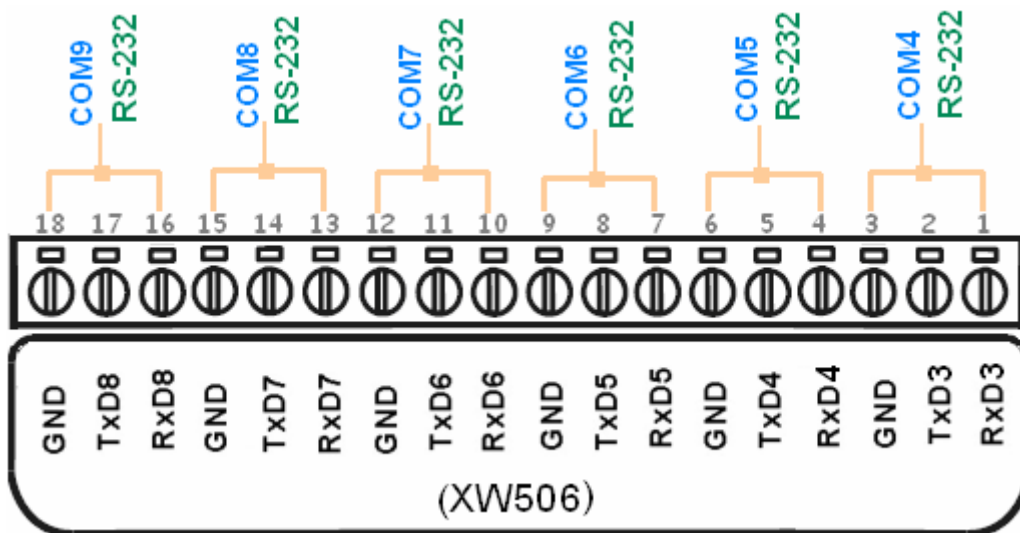 COM9 COM8 COM7 COM6 COM5 COM4
RS-232 RS-232 RS-232 RS-232 RS-232 RS-232
18 17 16 15 14 13 12 11 10 9 8 7 6 5 4 3 2 1
GND TxD8 RxD8 GND TxD7 RxD7 GND TxD6 RxD6 GND TxD5 RxD5 GND TxD4 RxD4 GND TxD3 RxD3
(XW506)